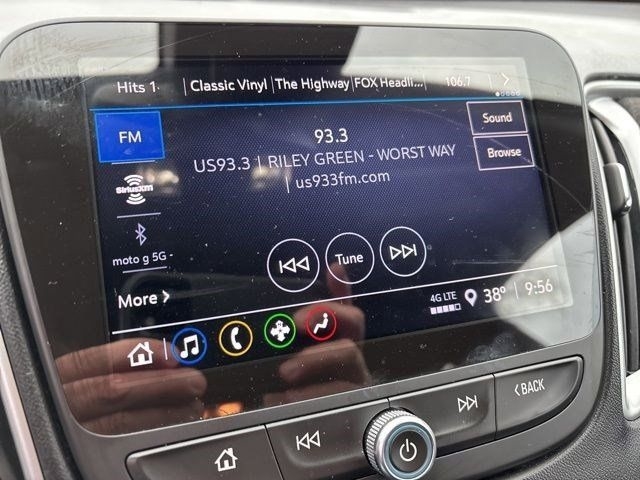 Hits 1 | Classic Vinyl | The Highway | FOX Headli... | 106.7
FM
93.3
Sound
US93.3 | RILEY GREEN - WORST WAY
Browse
| us933fm.com
SiriusXM
moto g 5G -
Tune
More
4G LTE 38° | 9:56
BACK